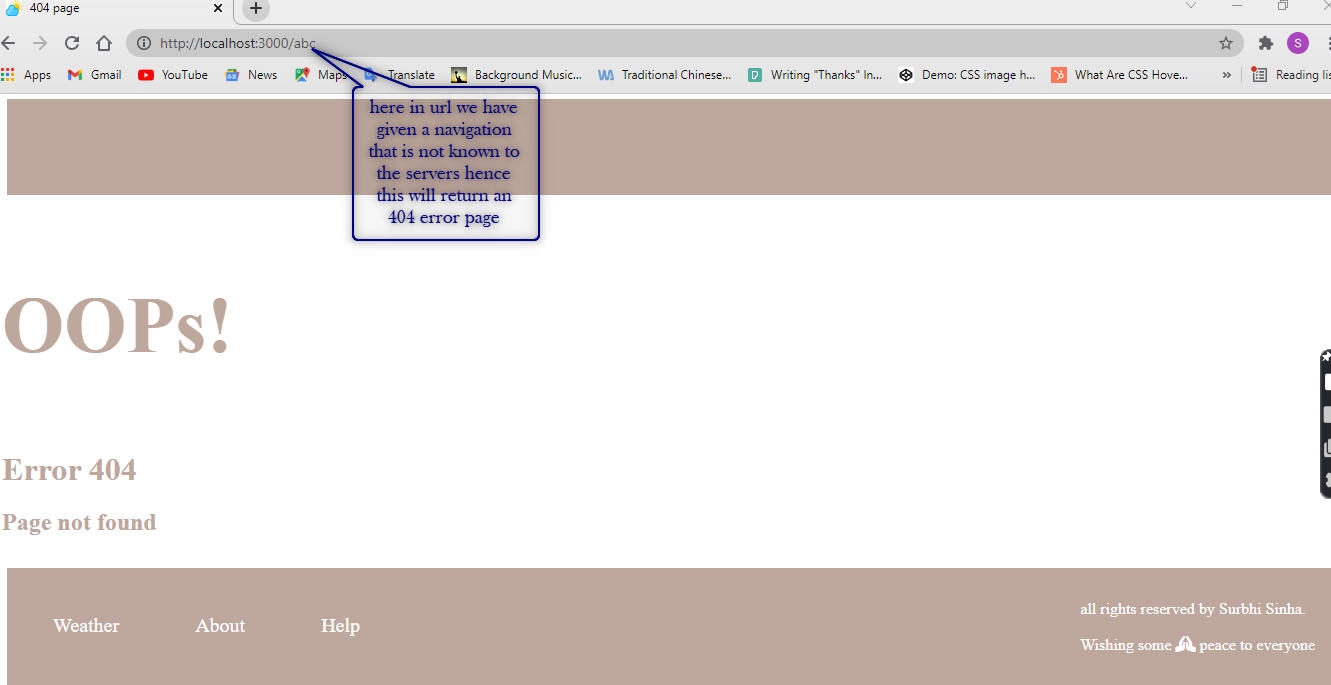 404 page
http://localhost:3000/abc
S
Apps Gmail YouTube News Maps Translate Background Music... Traditional Chinese... Writing "Thanks" In... Demo: CSS image h... What Are CSS Hove... » Reading
here in url we have
given a navigation
that is not known to
the servers hence
this will return an
404 error page
OOPs!
Error 404
Page not found
Weather About Help
all rights reserved by Surbhi Sinha.
Wishing some peace to everyone